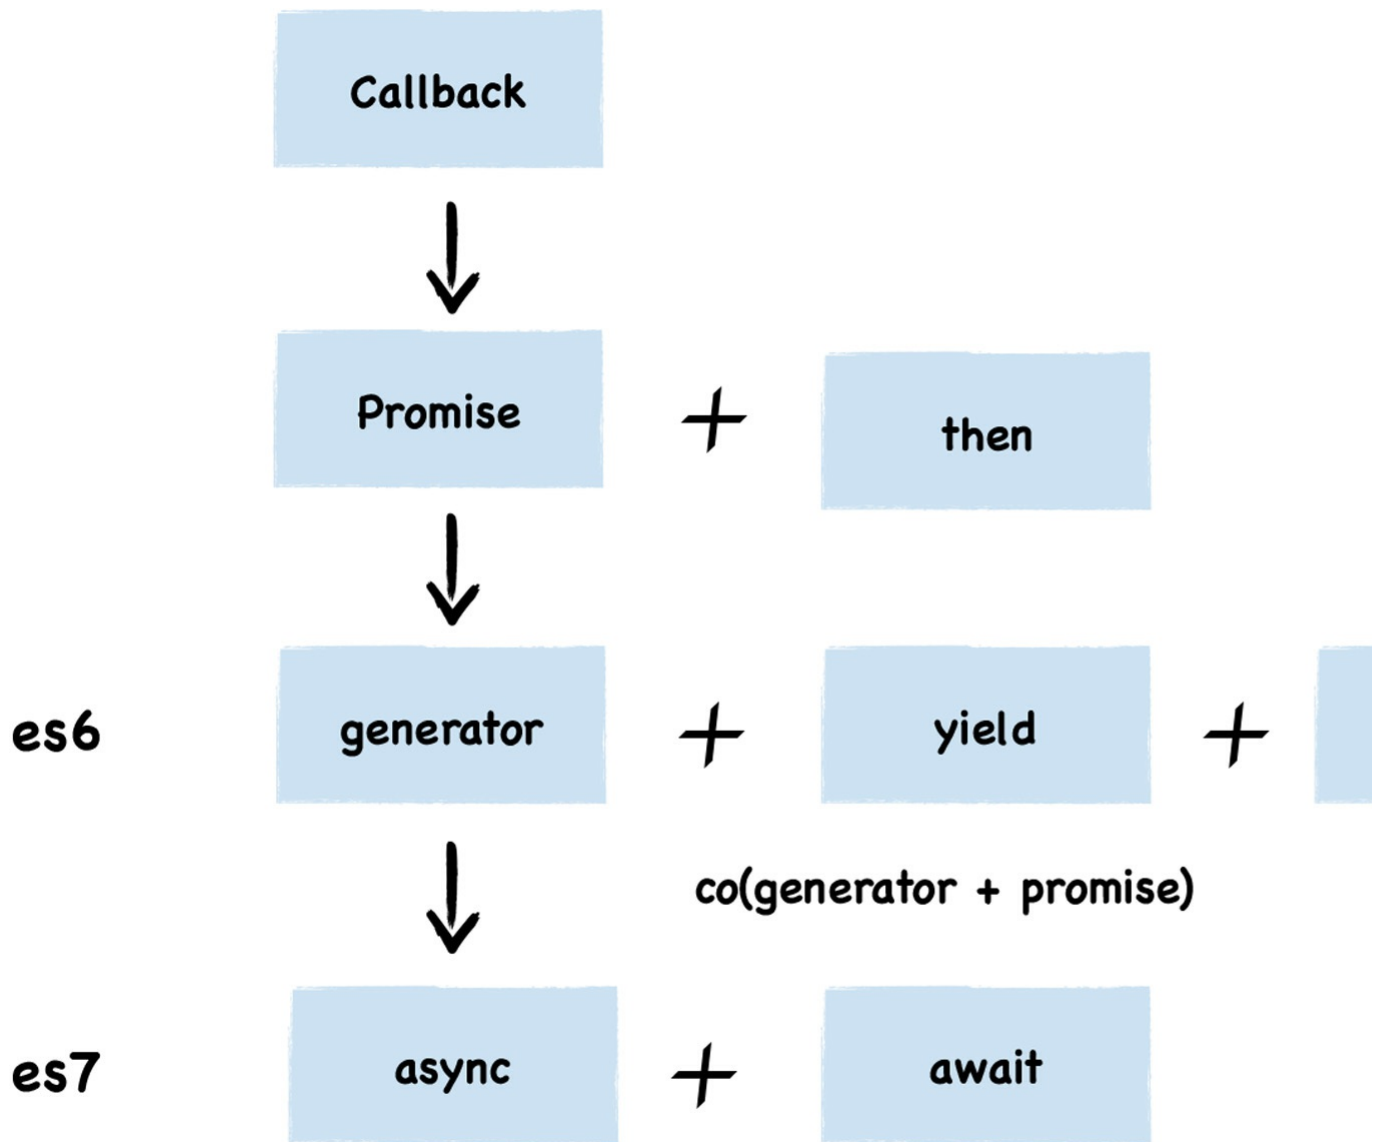 Callback
Promise + then
es6 generator + yield +
co(generator + promise)
es7 async + await